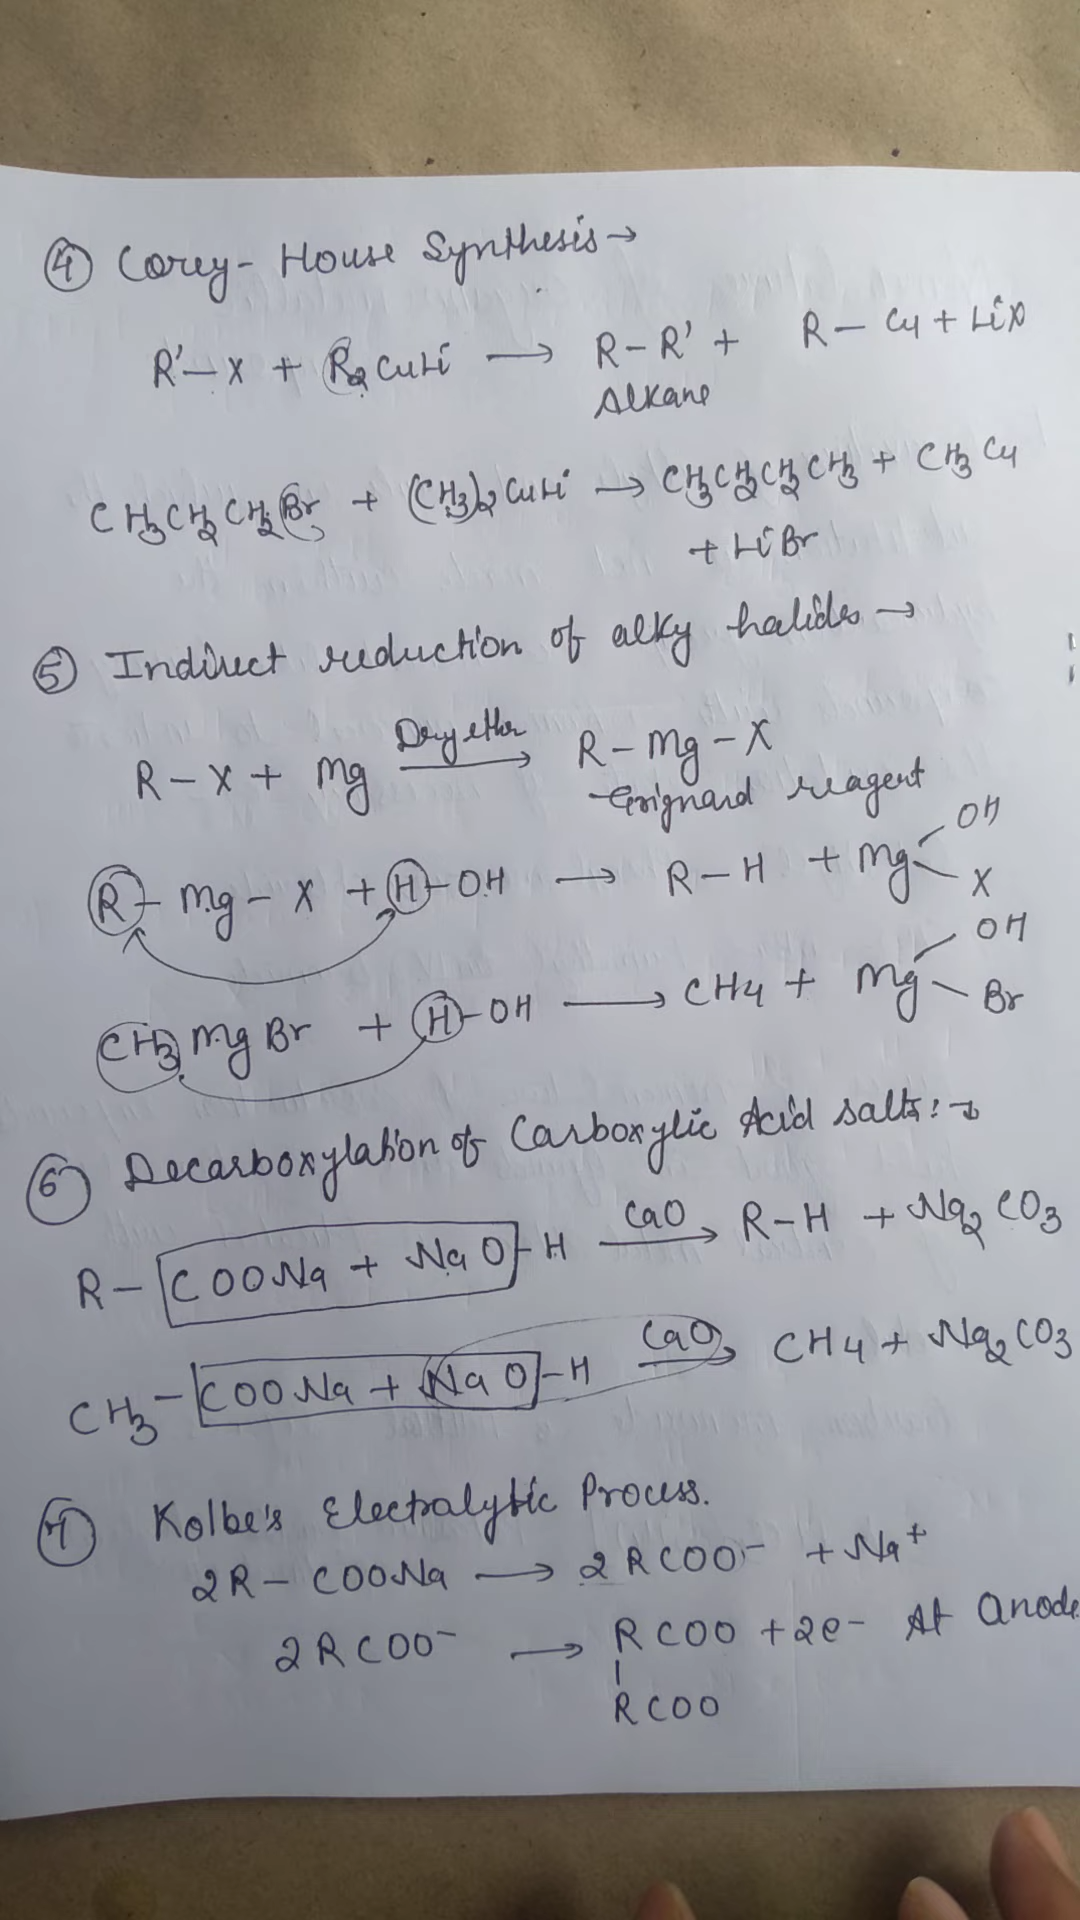 ④ Corey-House Synthesis→
R'—X + R₂CuLi ⟶ R-R' + R—Cu + LiX
Alkane
CH₃CH₂CH₂Br + (CH₃)₂CuLi → CH₃CH₂CH₂CH₃ + CH₃Cu
+ LiBr
⑤ Indirect reduction of alky halides →
R-X + Mg ⟶ Dry ether R-Mg-X
Grignard reagent
R-Mg-X + H-OH ⟶ R-H + Mg OH X
CH₃MgBr + H-OH ⟶ CH4 + Mg OH Br
⑥ Decarboxylation of Carboxylic Acid salts:→
R-COONa + NaO-H ⟶ CaO R-H + Na₂CO3
CH₃-COONa + NaO-H ⟶ CaO CH4 + Na₂CO3
⑦ Kolbe's Electralytic Process.
2R-COONa ⟶ 2RCOO⁻ + Na⁺
2RCOO⁻ ⟶ RCOO + 2e⁻ At anode.
RCOO